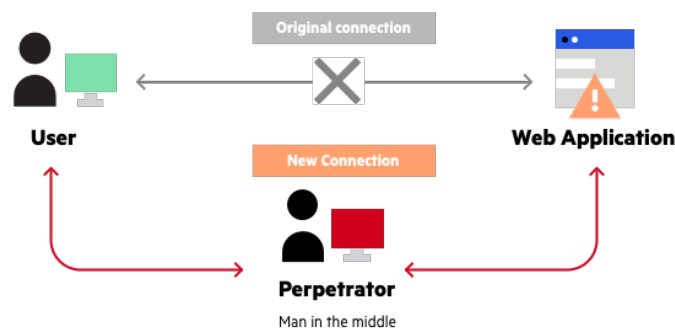 Original connection
User
Web Application
New Connection
Perpetrator
Man in the middle